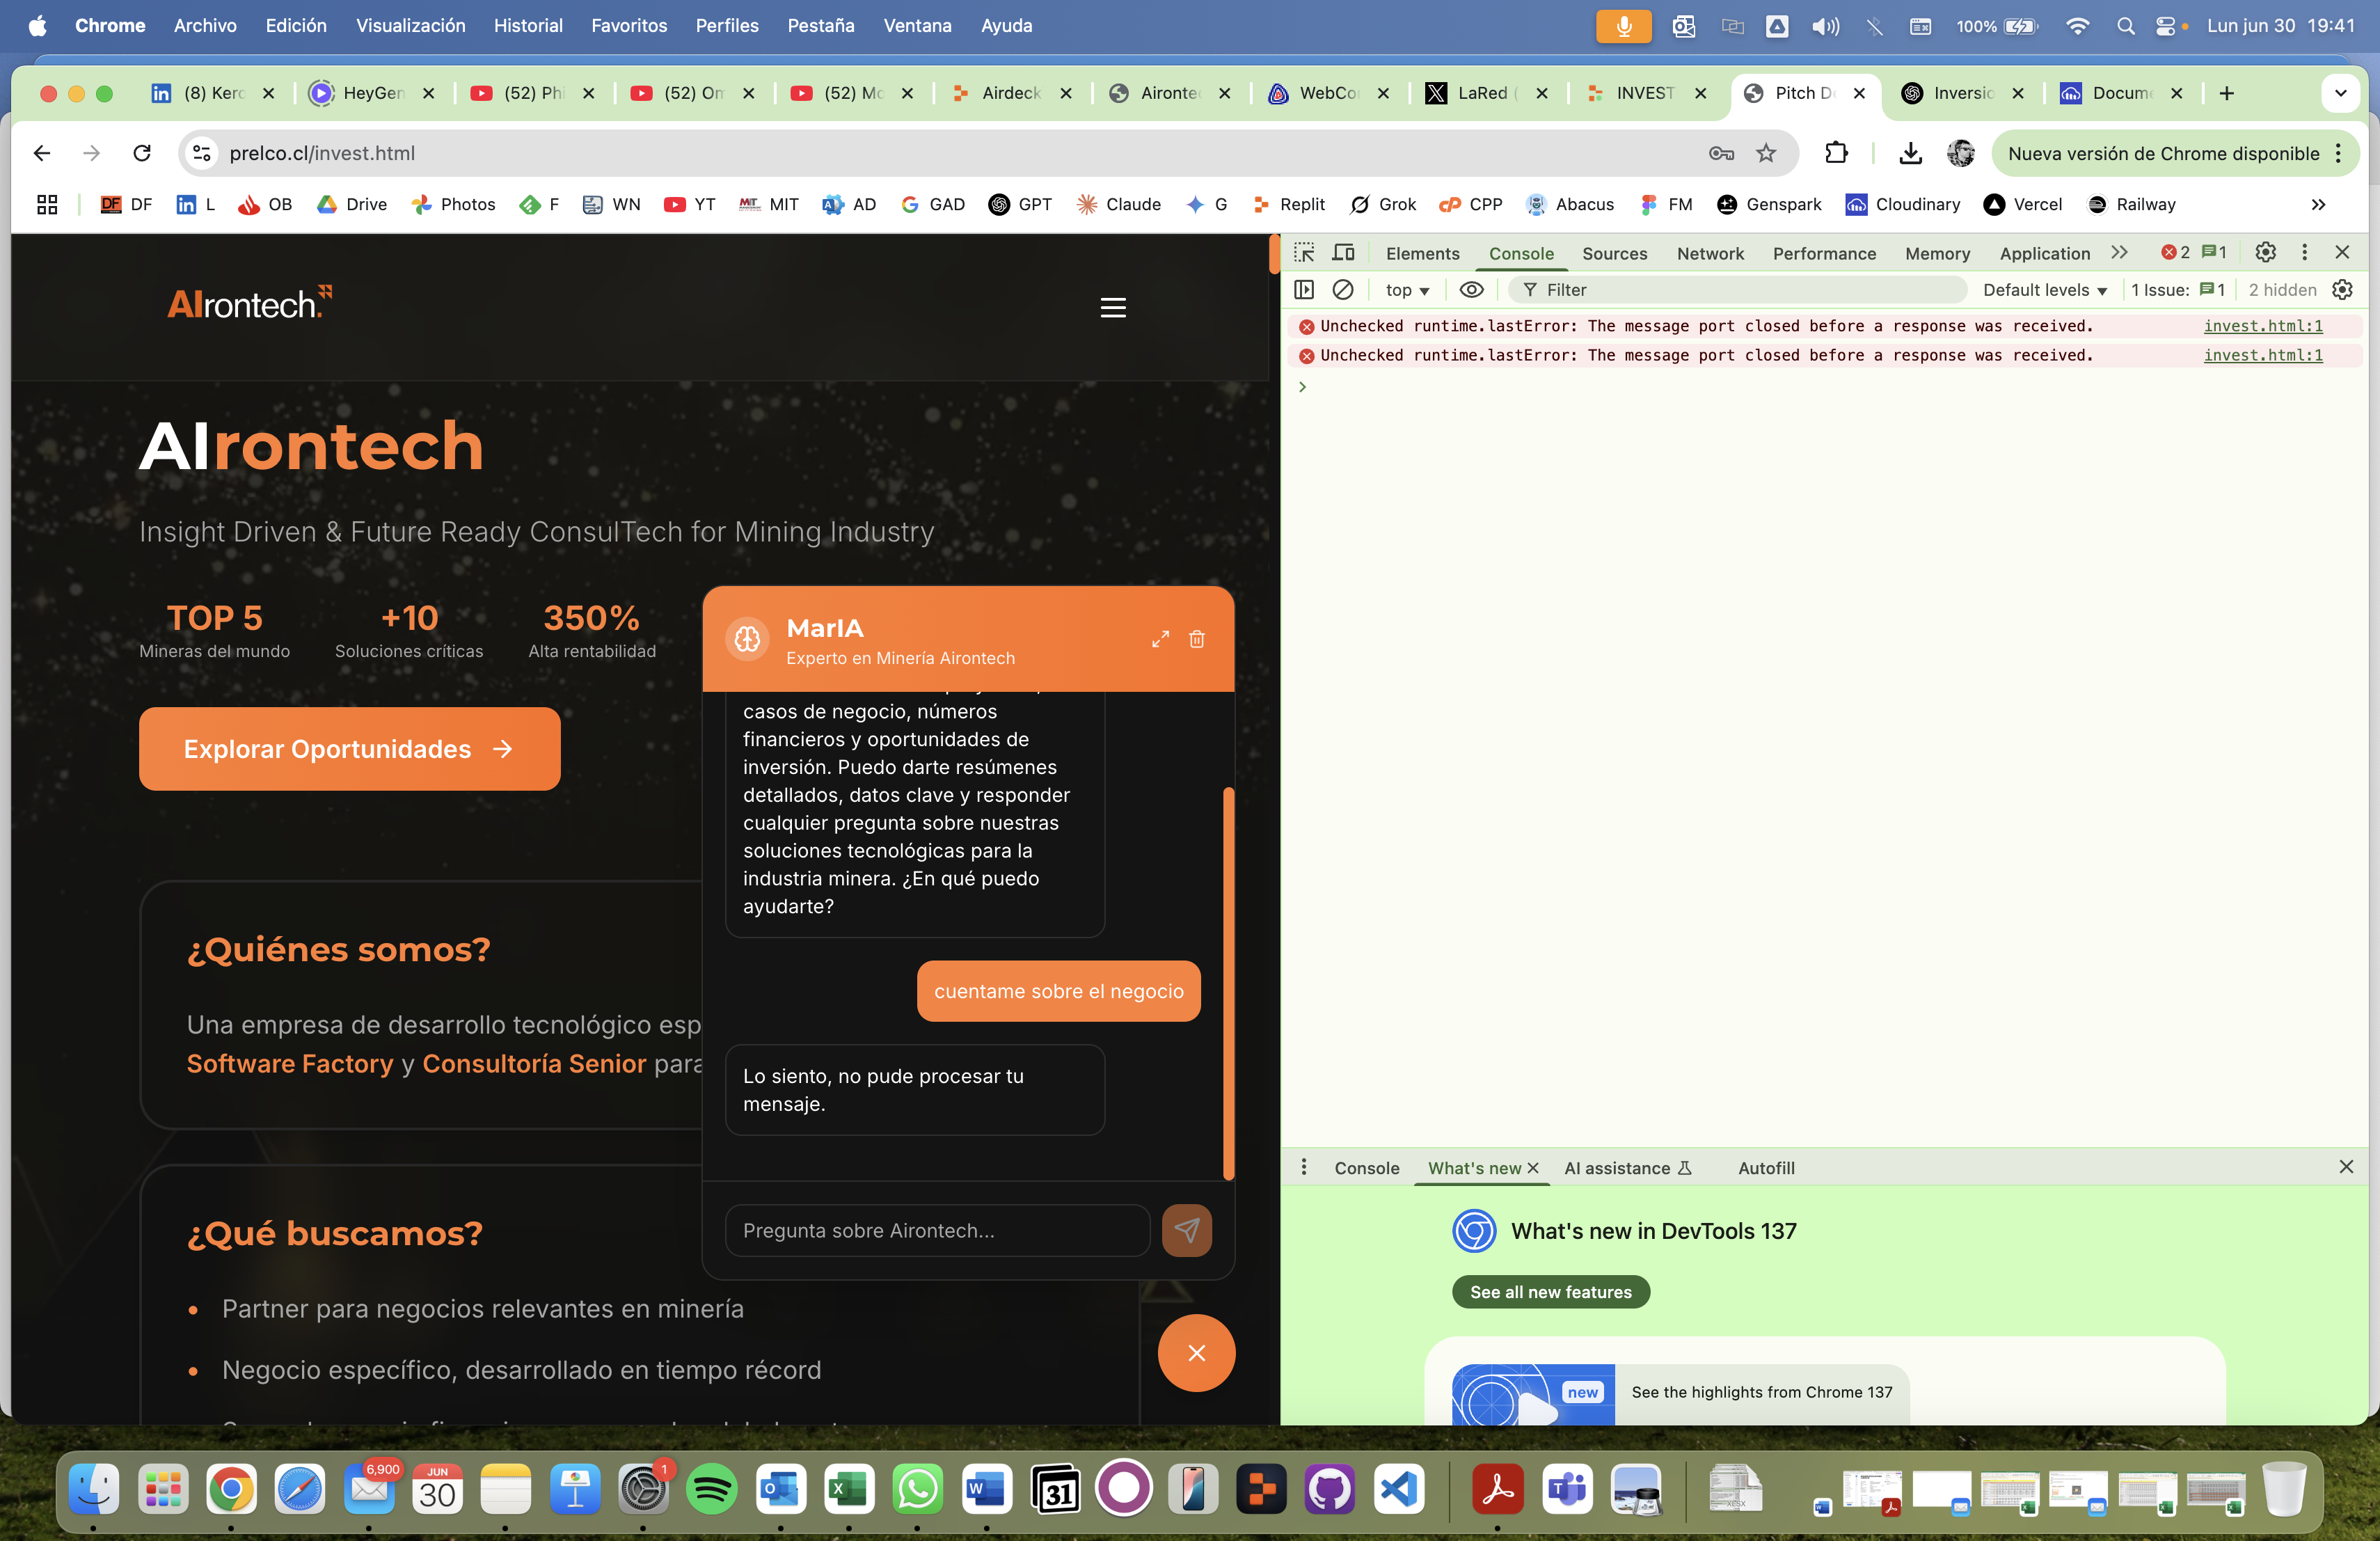 Chrome Archivo Edición Visualización Historial Favoritos Perfiles Pestaña Ventana Ayuda 100% Lun jun 30 19:41
(8) Kerc HeyGen (52) Phi (52) Om (52) Mo Airdeck Aironte WebCo LaRed ( INVEST Pitch De Inversio Docume
prelco.cl/invest.html Nueva versión de Chrome disponible
DF DF L OB Drive Photos F WN YT MIT AD GAD GPT Claude G Replit Grok CPP Abacus FM Genspark Cloudinary Vercel Railway
AIrontech.
AIrontech
Insight Driven & Future Ready ConsulTech for Mining Industry
TOP 5 +10 350%
Mineras del mundo Soluciones críticas Alta rentabilidad
Explorar Oportunidades
¿Quiénes somos?
Una empresa de desarrollo tecnológico esp
Software Factory y Consultoría Senior para
¿Qué buscamos?
Partner para negocios relevantes en minería
Negocio específico, desarrollado en tiempo récord
MarIA
Experto en Minería Airontech
casos de negocio, números
financieros y oportunidades de
inversión. Puedo darte resúmenes
detallados, datos clave y responder
cualquier pregunta sobre nuestras
soluciones tecnológicas para la
industria minera. ¿En qué puedo
ayudarte?
cuentame sobre el negocio
Lo siento, no pude procesar tu
mensaje.
Pregunta sobre Airontech...
Elements Console Sources Network Performance Memory Application 2 1
top Filter Default levels 1 Issue: 1 2 hidden
Unchecked runtime.lastError: The message port closed before a response was received. invest.html:1
Unchecked runtime.lastError: The message port closed before a response was received. invest.html:1
Console What's new AI assistance Autofill
What's new in DevTools 137
See all new features
new
See the highlights from Chrome 137
6,900 JUN 30 1 31